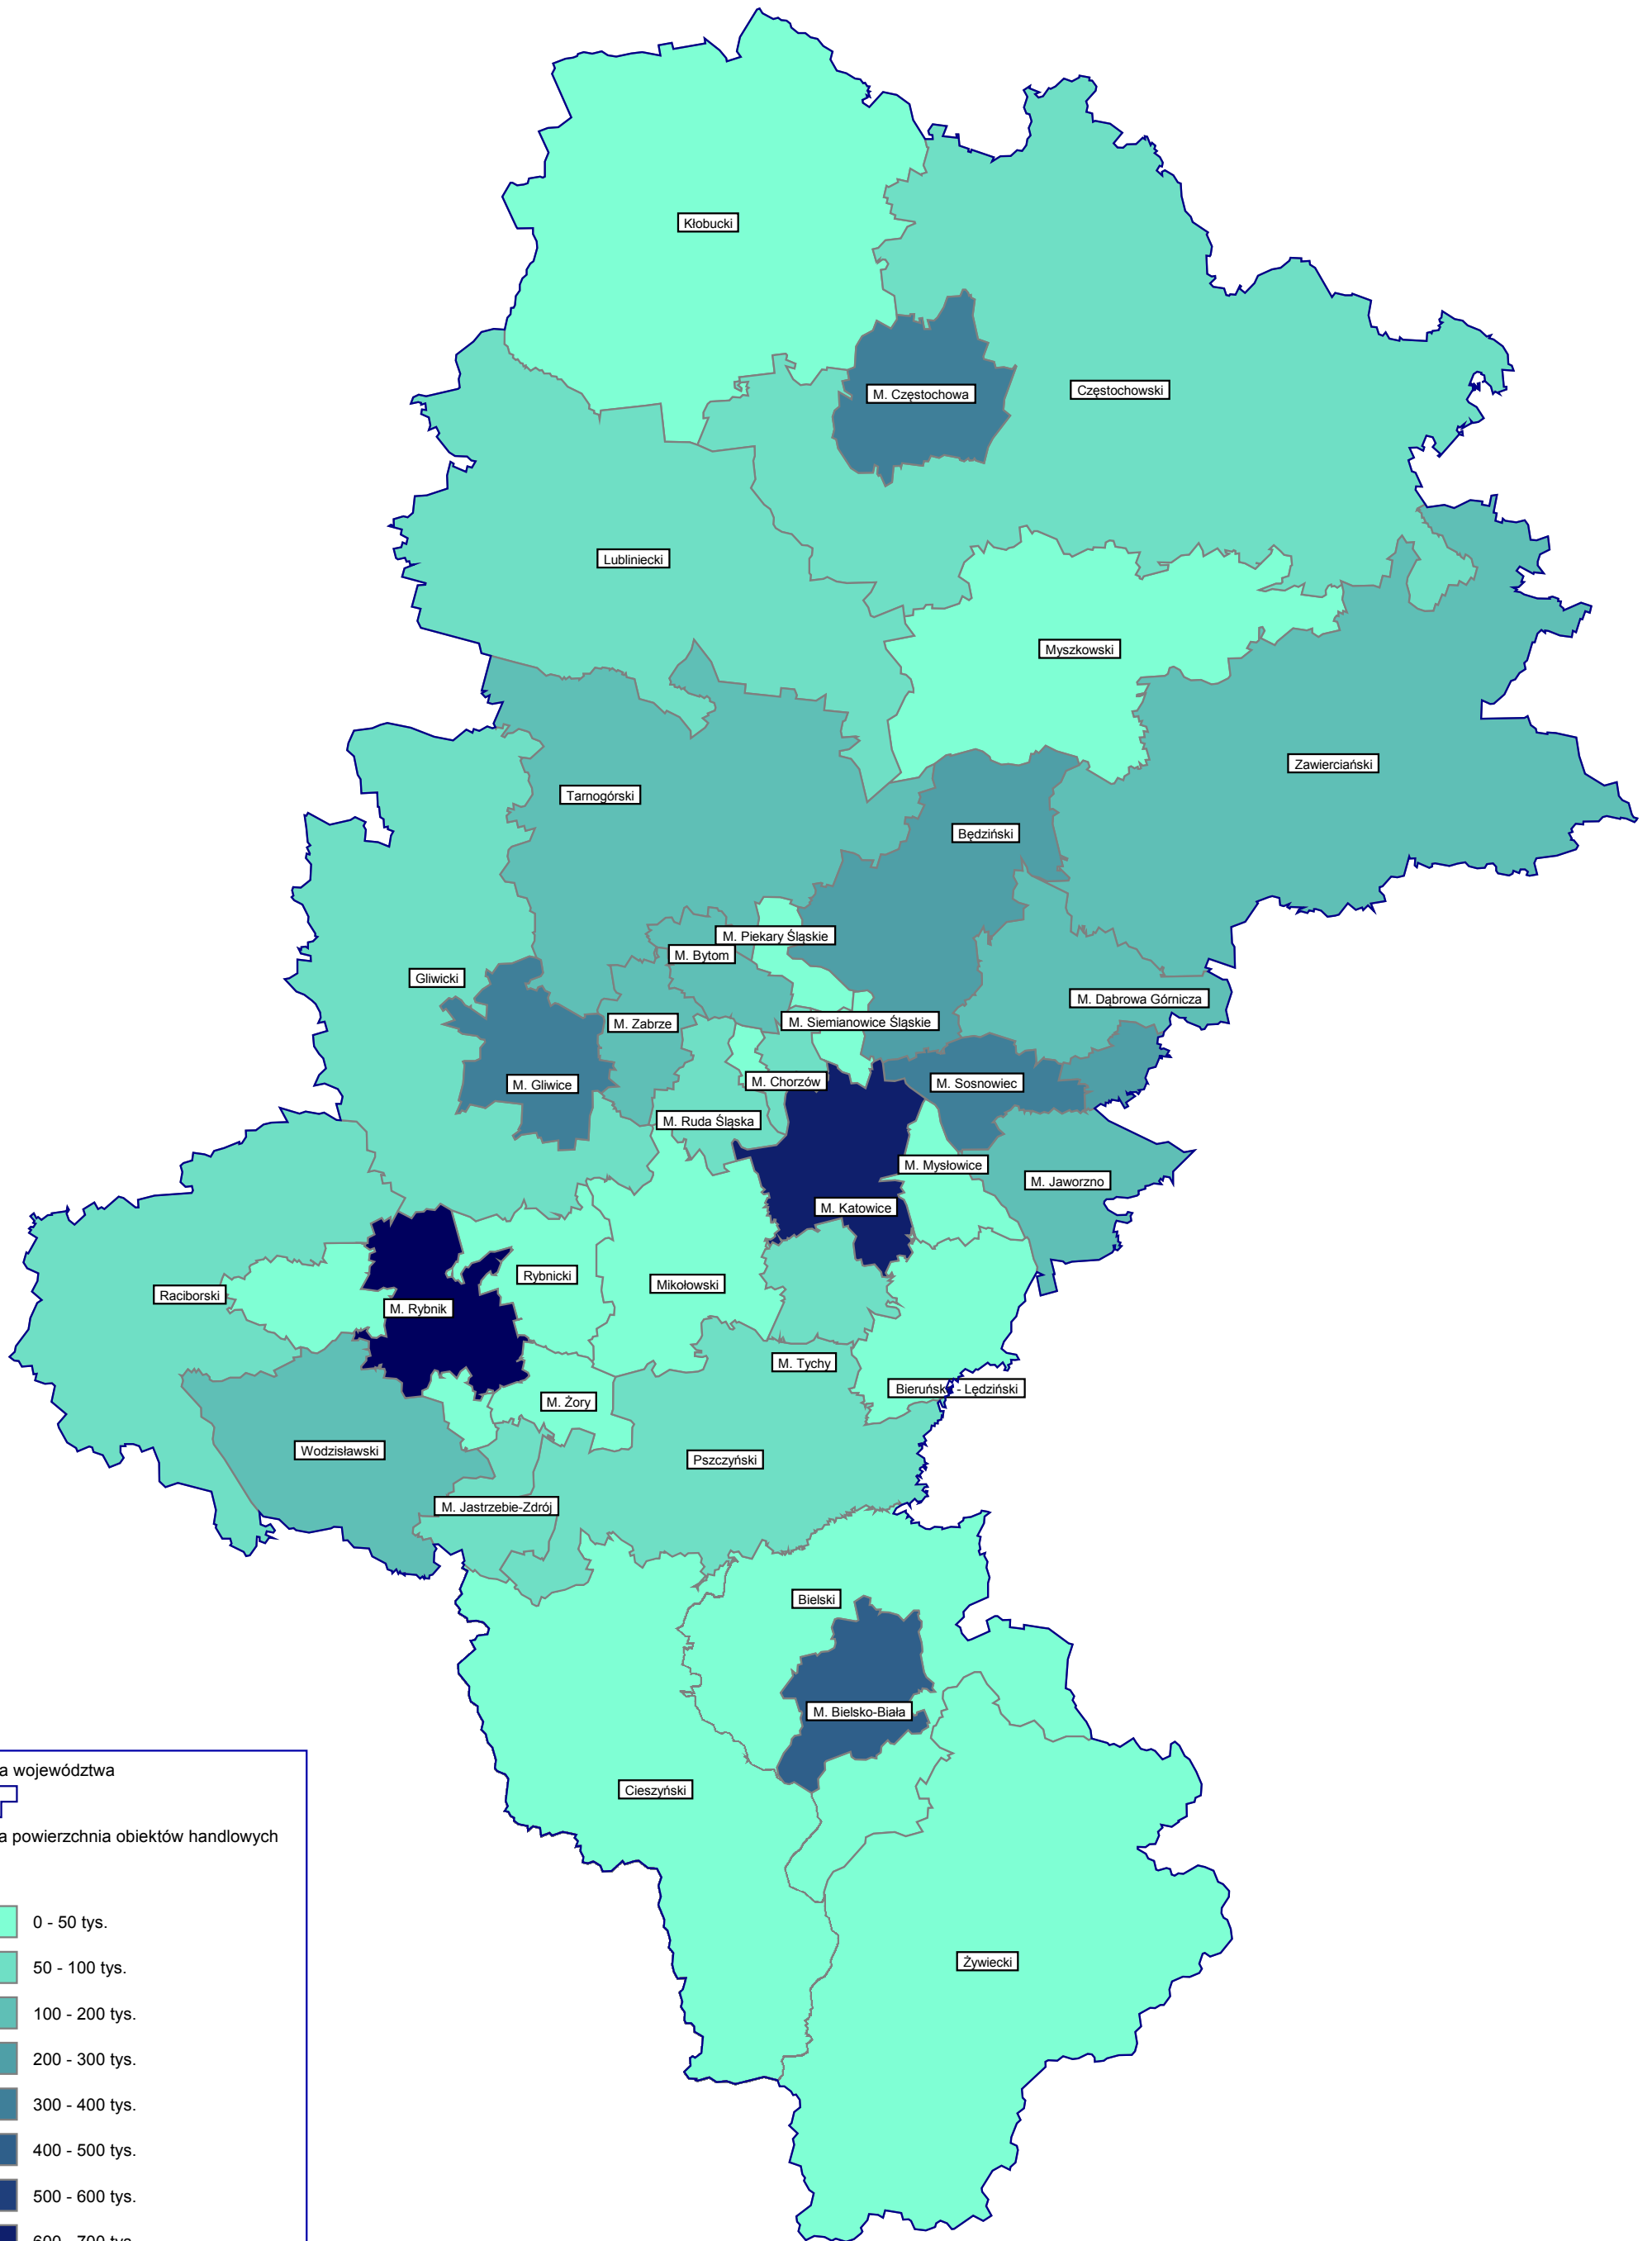 Kłobucki
M. Częstochowa
Częstochowski
Lubliniecki
Myszkowski
Zawierciański
Tarnogórski
Będziński
M. Piekary Śląskie
M. Bytom
Gliwicki
M. Dąbrowa Górnicza
M. Zabrze
M. Siemianowice Śląskie
M. Gliwice
M. Chorzów
M. Sosnowiec
M. Ruda Śląska
M. Mysłowice
M. Jaworzno
M. Katowice
Rybnicki
Mikołowski
Raciborski
M. Rybnik
M. Tychy
Bieruńsko - Lędziński
M. Żory
Wodzisławski
Pszczyński
M. Jastrzebie-Zdrój
Bielski
M. Bielsko-Biała
Cieszyński
Żywiecki
a województwa
a powierzchnia obiektów handlowych
0 - 50 tys.
50 - 100 tys.
100 - 200 tys.
200 - 300 tys.
300 - 400 tys.
400 - 500 tys.
500 - 600 tys.
600 - 700 tys.